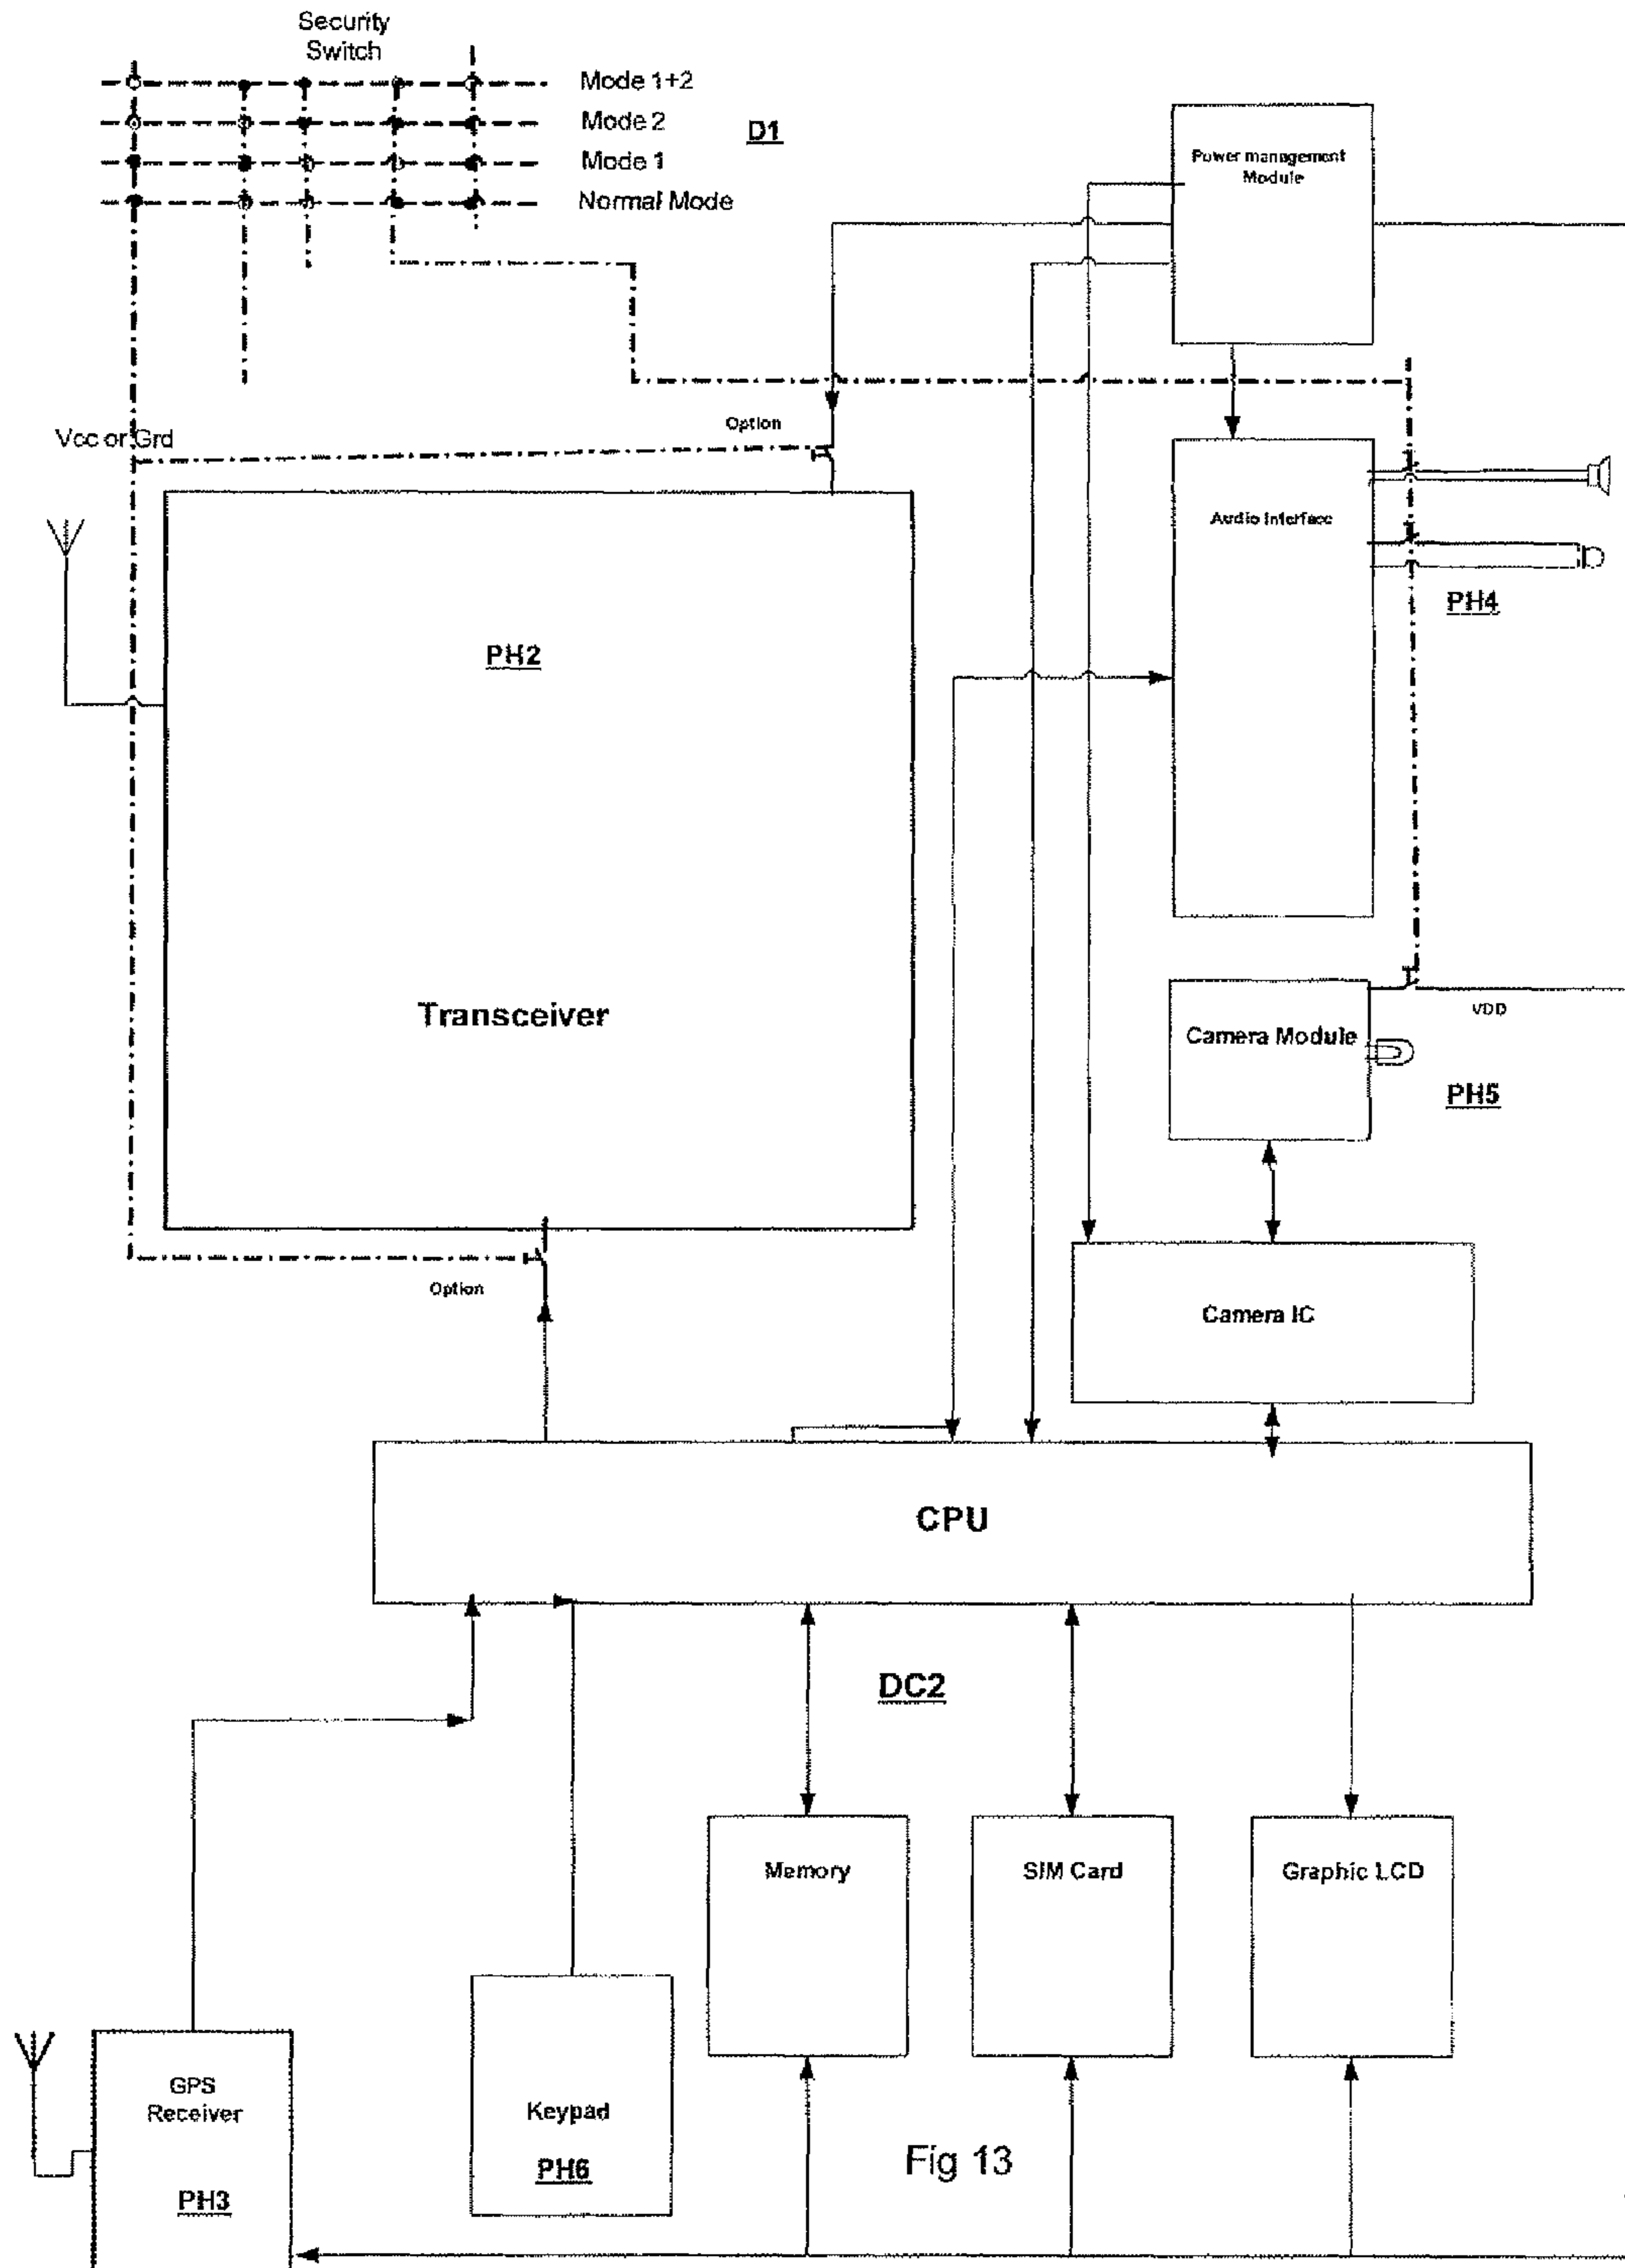 Security
Switch
Mode 1+2
Mode 2
D1
Mode 1
Normal Mode
Power management
Module
Vcc or Grd
Option
Audio Interface
PH4
PH2
Transceiver
VDD
Camera Module
PH5
Option
Camera IC
CPU
DC2
Memory
SIM Card
Graphic LCD
GPS
Receiver
PH3
Keypad
PH6
Fig 13